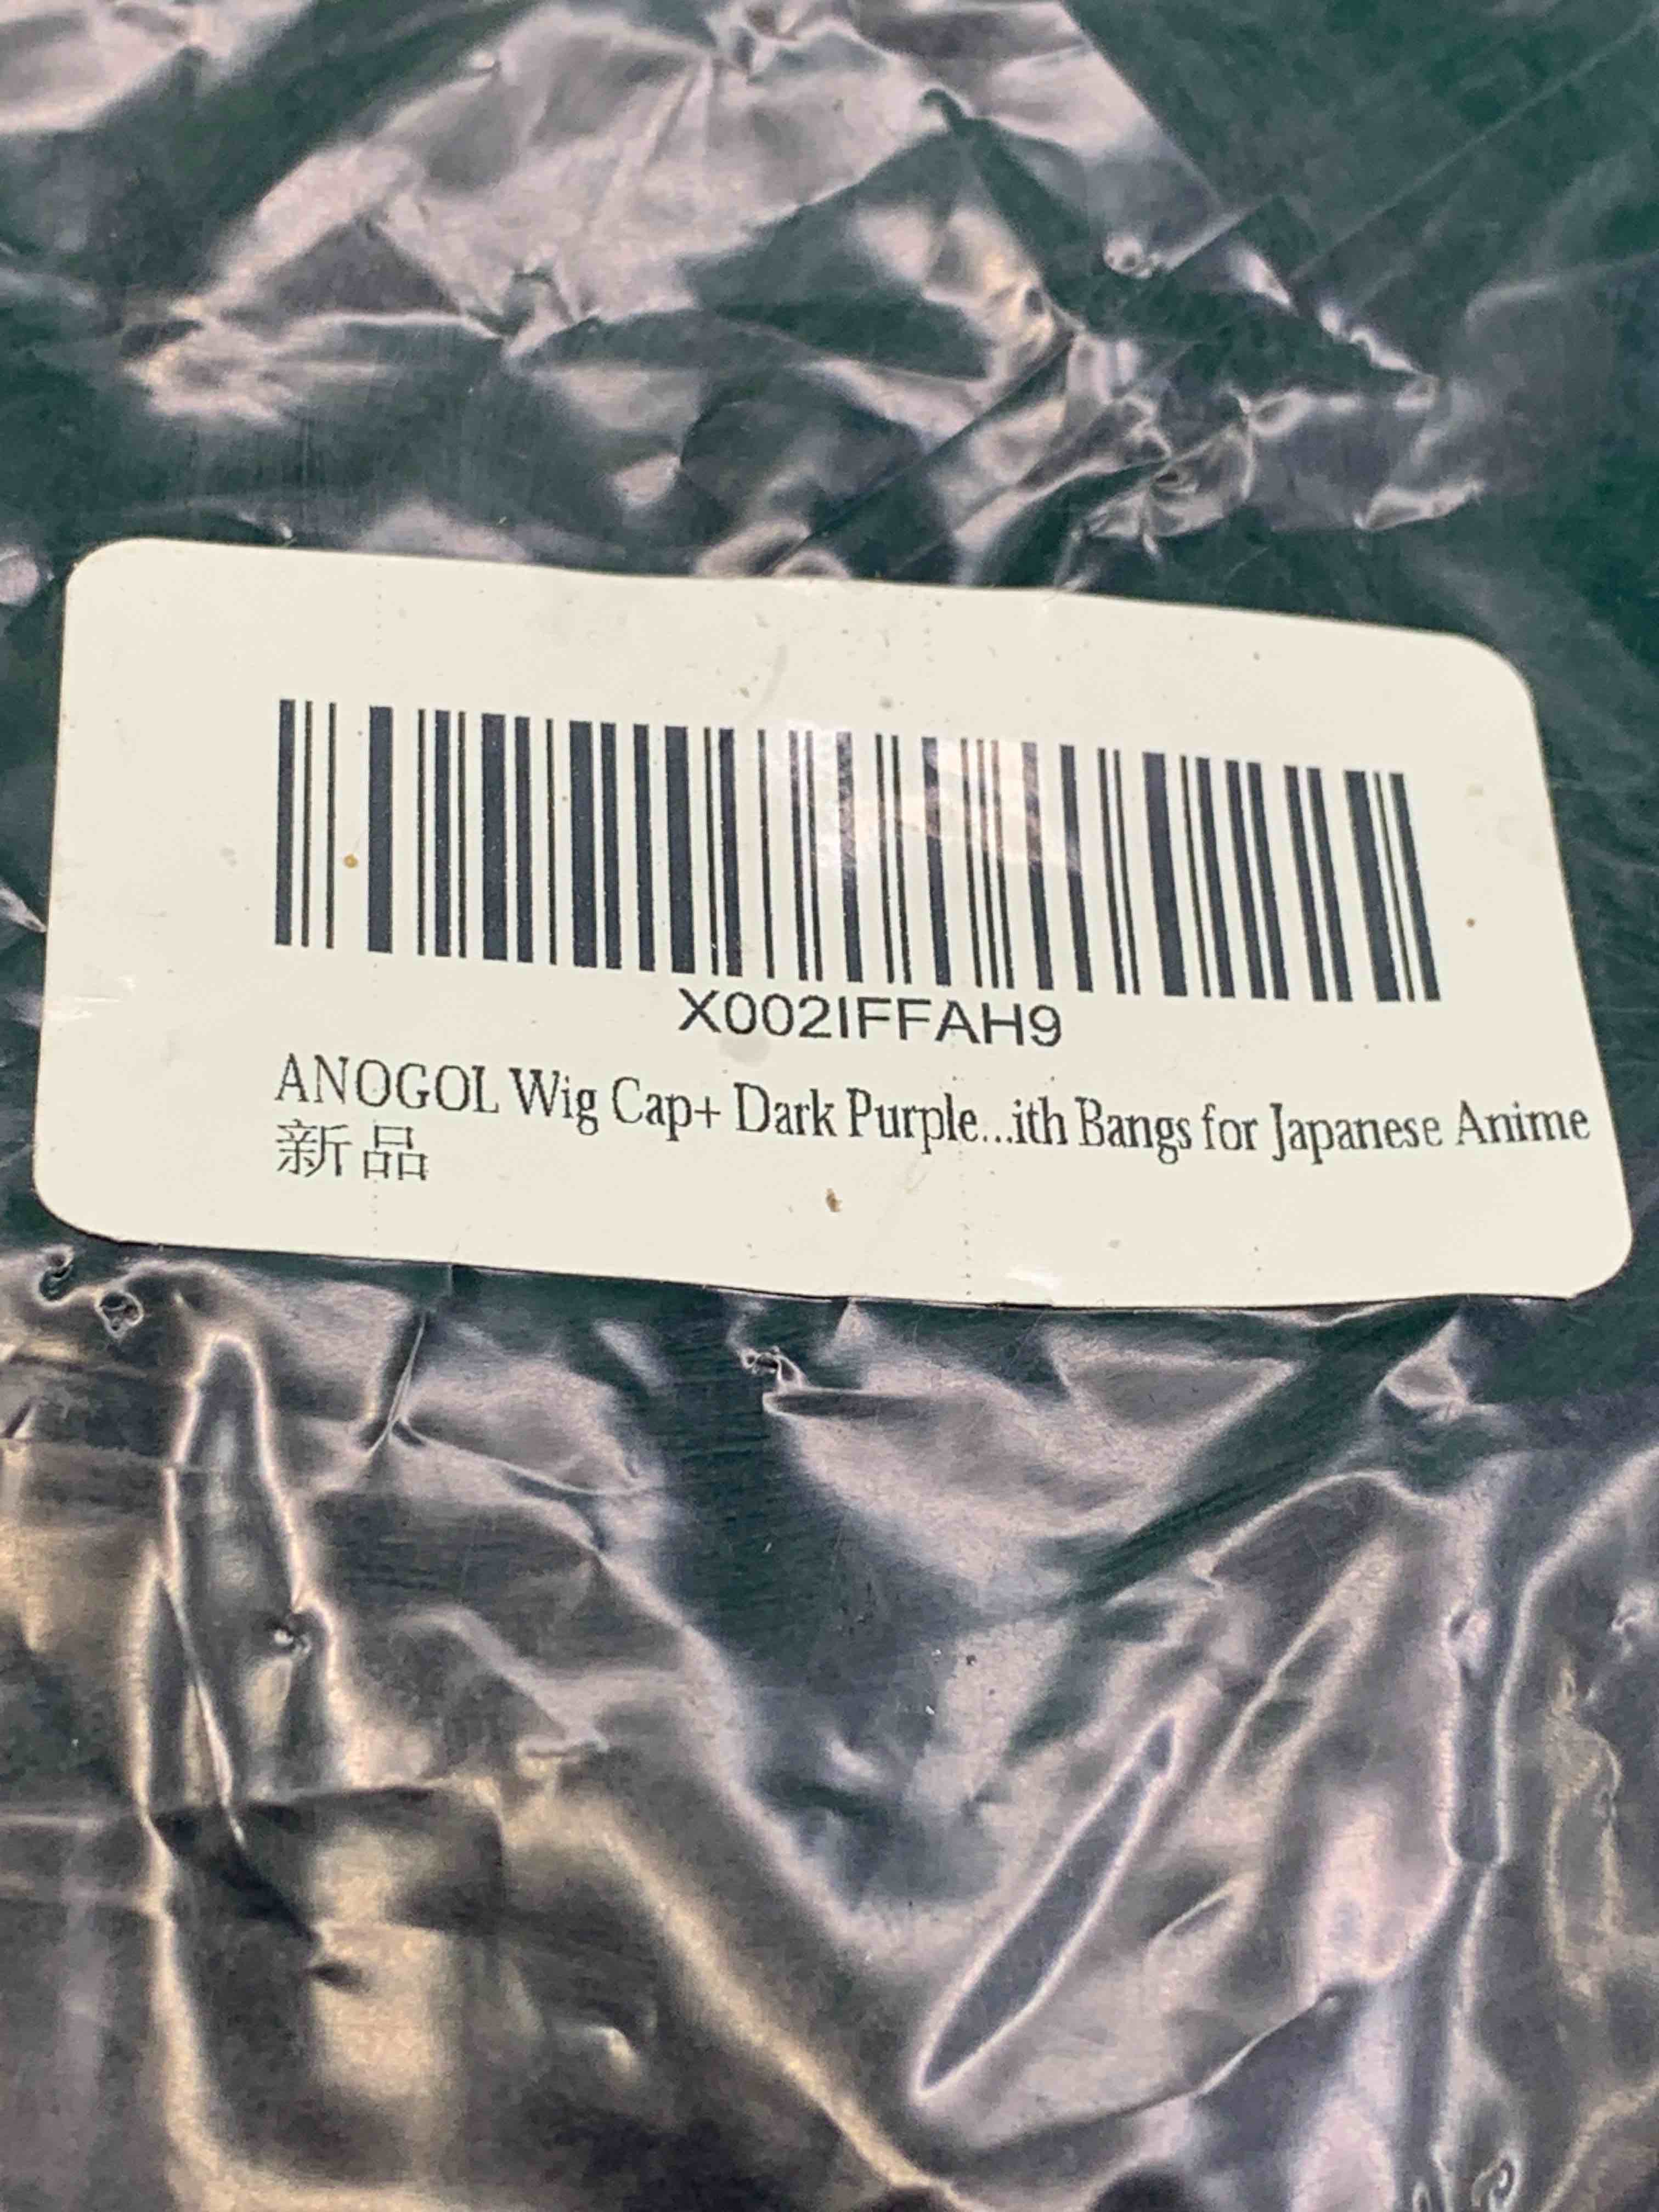 X002IFFAH9
ANOGOL Wig Cap+ Dark Purple...ith Bangs for Japanese Anime
新品